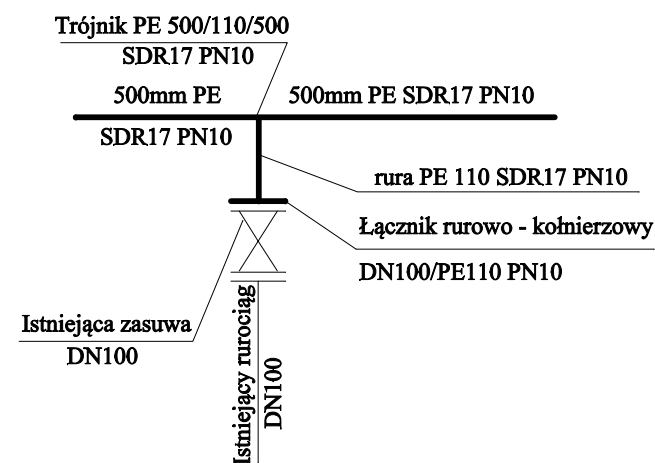 Trójnik PE 500/110/500
SDR17 PN10
500mm PE
500mm PE SDR17 PN10
SDR17 PN10
rura PE 110 SDR17 PN10
Łącznik rurowo - kołnierzowy
DN100/PE110 PN10
Istniejąca zasuwa
DN100
Istniejący rurociąg
DN100